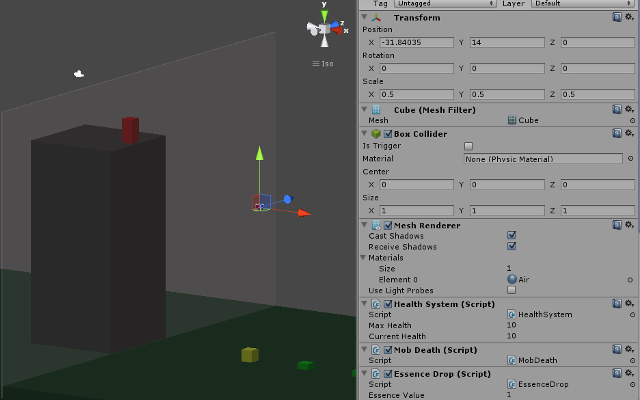 Tag Untagged Layer Default
Transform
Position
X -31.84035 Y 14 Z 0
Rotation
X 0 Y 0 Z 0
Scale
X 0.5 Y 0.5 Z 0.5
Cube (Mesh Filter)
Mesh Cube
Box Collider
Is Trigger
Material None (Physic Material)
Center
X 0 Y 0 Z 0
Size
X 1 Y 1 Z 1
Mesh Renderer
Cast Shadows
Receive Shadows
Materials
Size 1
Element 0 Air
Use Light Probes
Health System (Script)
Script HealthSystem
Max Health 10
Current Health 10
Mob Death (Script)
Script MobDeath
Essence Drop (Script)
Script EssenceDrop
Essence Value 1
y
z
x
Iso